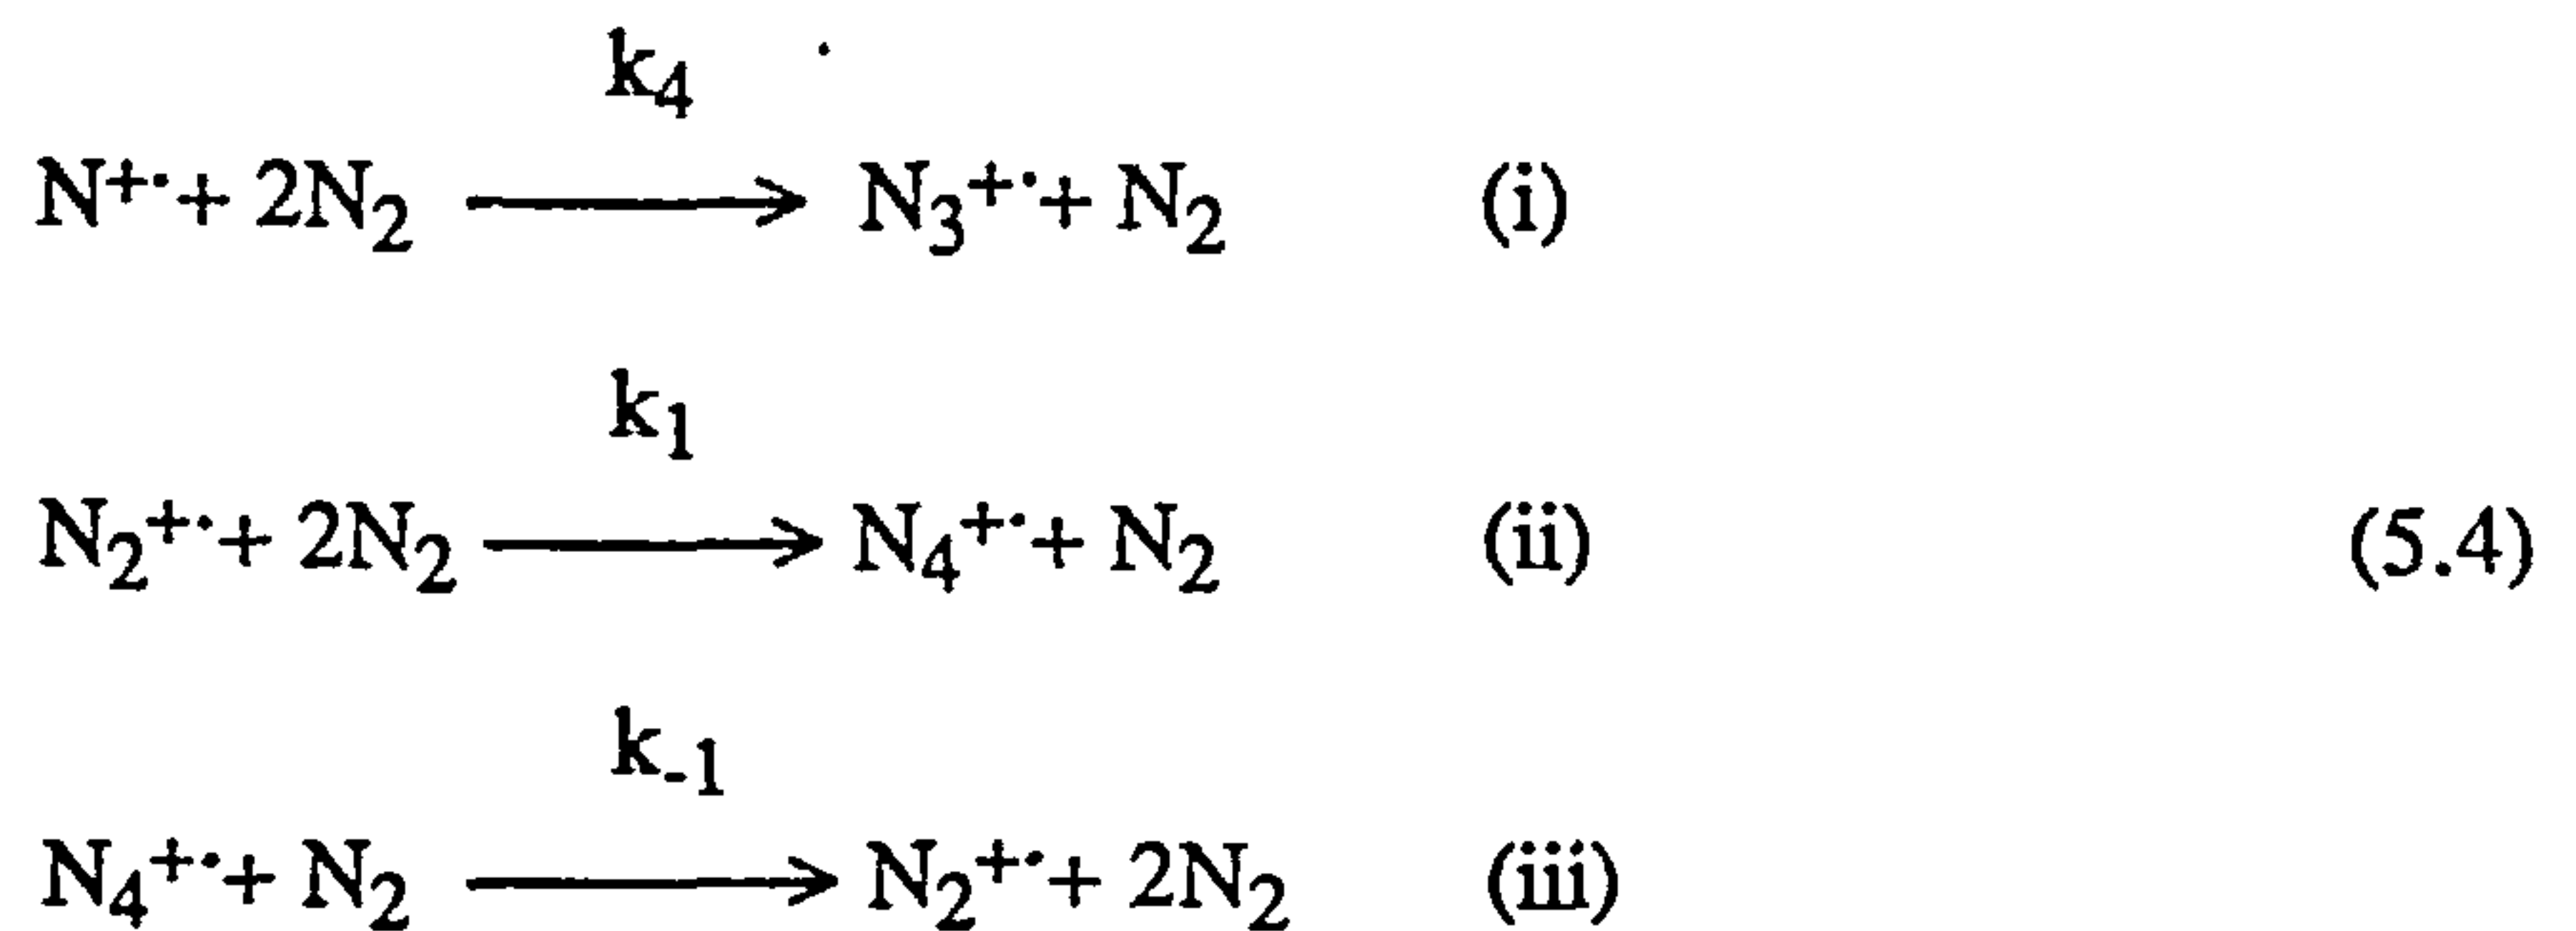 k₄
N⁺· + 2N₂ ⟶ N₃⁺· + N₂ (i)
k₁
N₂⁺· + 2N₂ ⟶ N₄⁺· + N₂ (ii) (5.4)
k₋₁
N₄⁺· + N₂ ⟶ N₂⁺· + 2N₂ (iii)